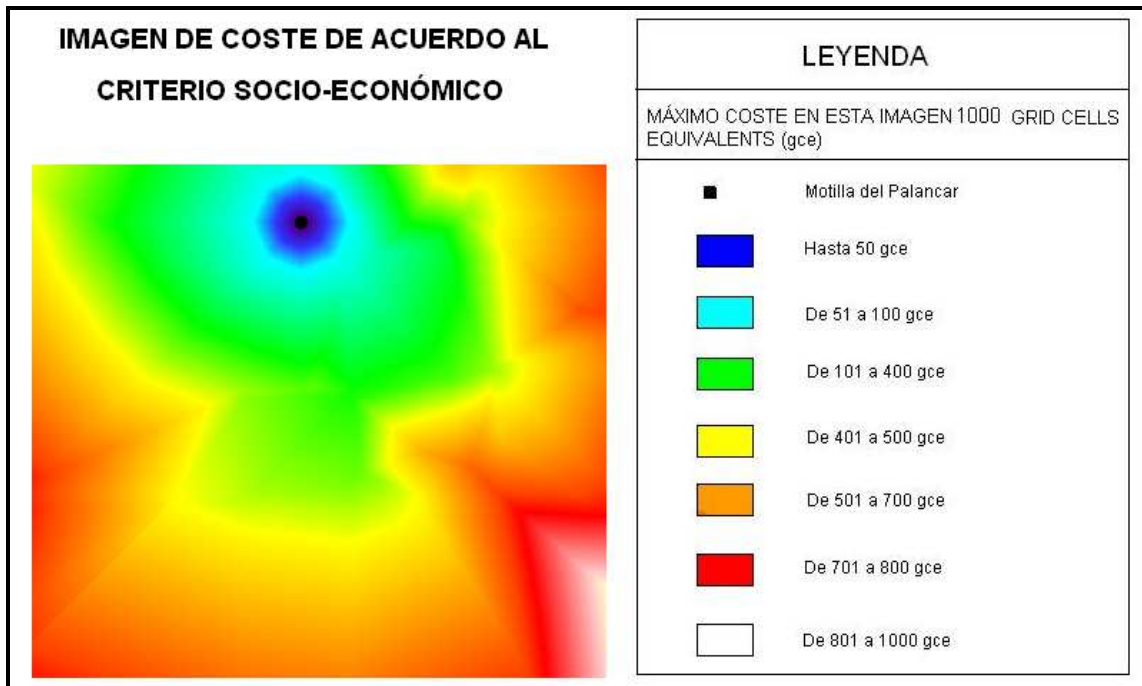 IMAGEN DE COSTE DE ACUERDO AL
CRITERIO SOCIO-ECONÓMICO
LEYENDA
MÁXIMO COSTE EN ESTA IMAGEN 1000 GRID CELLS
EQUIVALENTS (gce)
Motilla del Palancar
Hasta 50 gce
De 51 a 100 gce
De 101 a 400 gce
De 401 a 500 gce
De 501 a 700 gce
De 701 a 800 gce
De 801 a 1000 gce